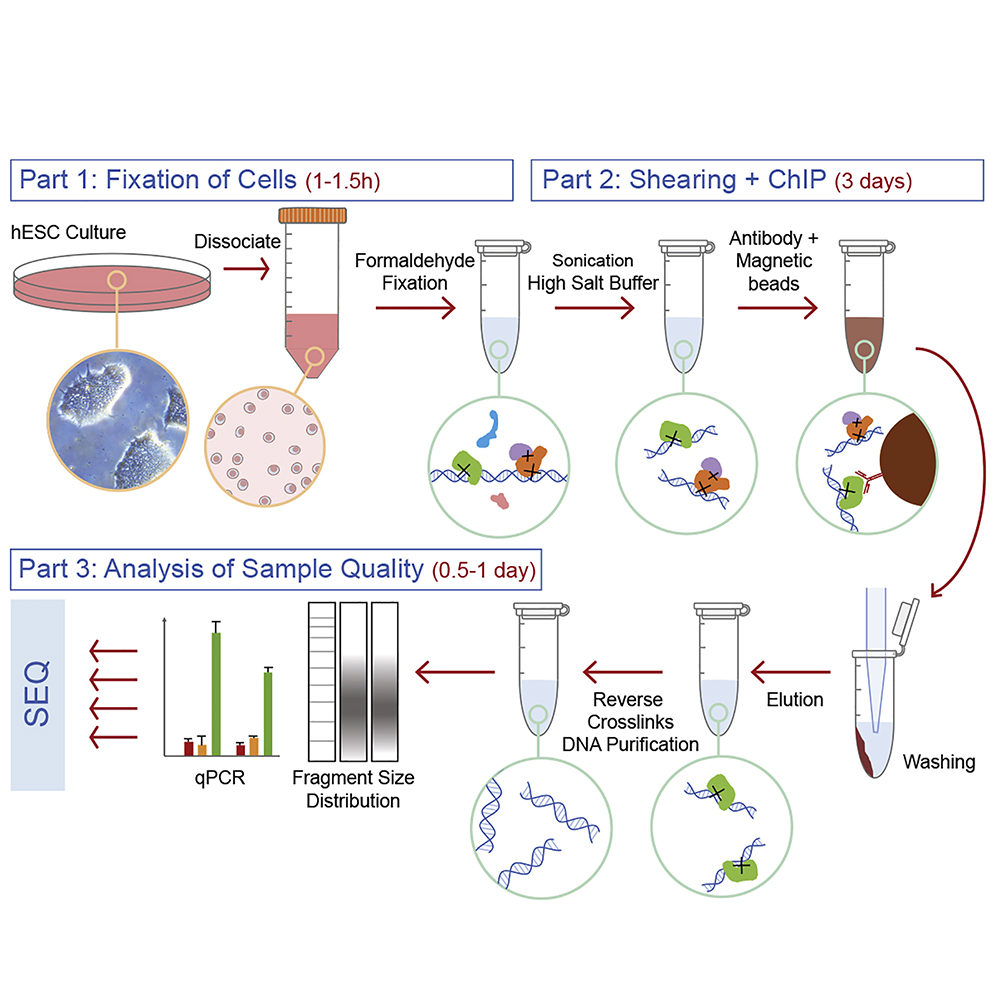 Part 1: Fixation of Cells (1-1.5h)
Part 2: Shearing + ChIP (3 days)
hESC Culture
Dissociate
Formaldehyde
Fixation
Sonication
High Salt Buffer
Antibody +
Magnetic
beads
Part 3: Analysis of Sample Quality (0.5-1 day)
SEQ
qPCR
Fragment Size
Distribution
Reverse
Crosslinks
DNA Purification
Elution
Washing